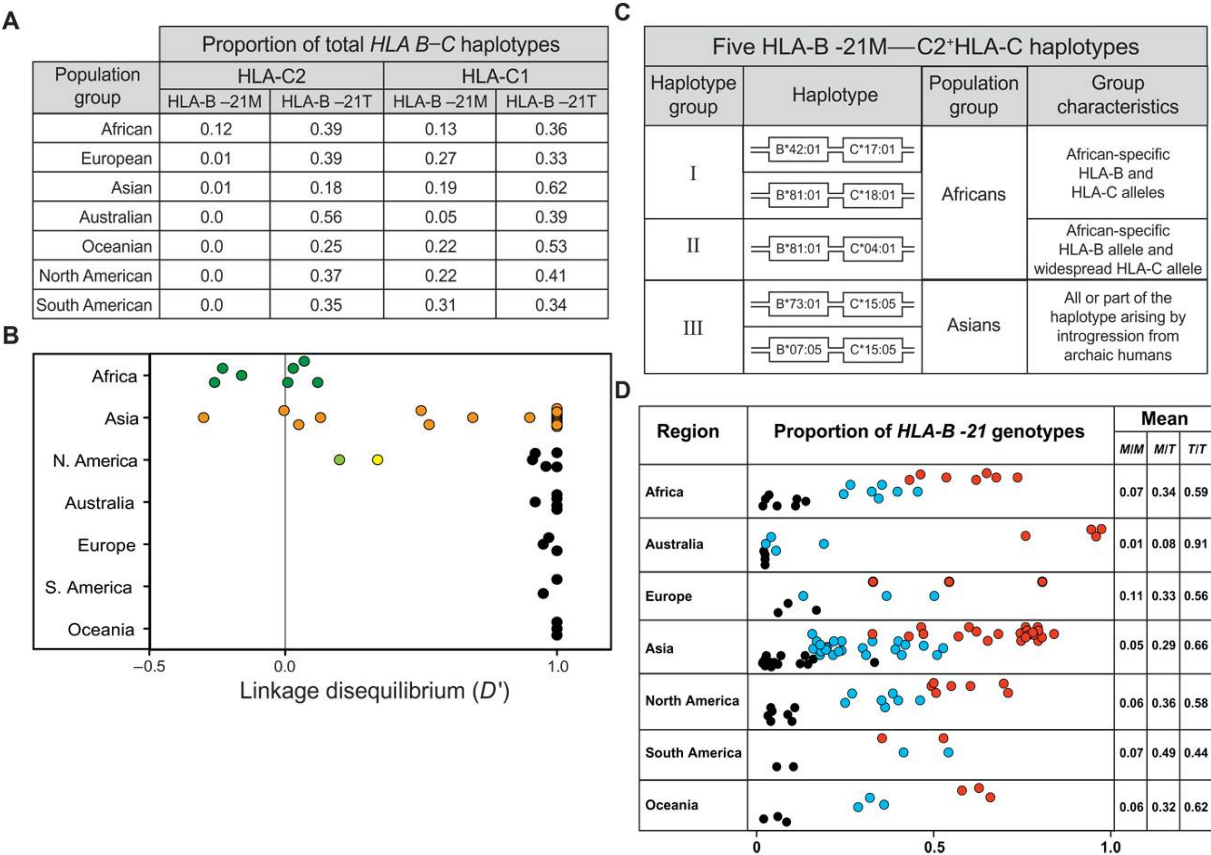 A
Proportion of total HLA B–C haplotypes
Population group
HLA-C2
HLA-C1
HLA-B –21M
HLA-B –21T
HLA-B –21M
HLA-B –21T
African 0.12 0.39 0.13 0.36
European 0.01 0.39 0.27 0.33
Asian 0.01 0.18 0.19 0.62
Australian 0.0 0.56 0.05 0.39
Oceanian 0.0 0.25 0.22 0.53
North American 0.0 0.37 0.22 0.41
South American 0.0 0.35 0.31 0.34
B
Africa
Asia
N. America
Australia
Europe
S. America
Oceania
–0.5 0.0 1.0
Linkage disequilibrium (D')
C
Five HLA-B -21M—C2+HLA-C haplotypes
Haplotype group
Haplotype
Population group
Group characteristics
I
B*42:01 C*17:01
B*81:01 C*18:01
Africans
African-specific
HLA-B and
HLA-C alleles
II
B*81:01 C*04:01
African-specific
HLA-B allele and
widespread HLA-C allele
III
B*73:01 C*15:05
B*07:05 C*15:05
Asians
All or part of the
haplotype arising by
introgression from
archaic humans
D
Region
Proportion of HLA-B -21 genotypes
Mean
M/M M/T T/T
Africa 0.07 0.34 0.59
Australia 0.01 0.08 0.91
Europe 0.11 0.33 0.56
Asia 0.05 0.29 0.66
North America 0.06 0.36 0.58
South America 0.07 0.49 0.44
Oceania 0.06 0.32 0.62
0 0.5 1.0